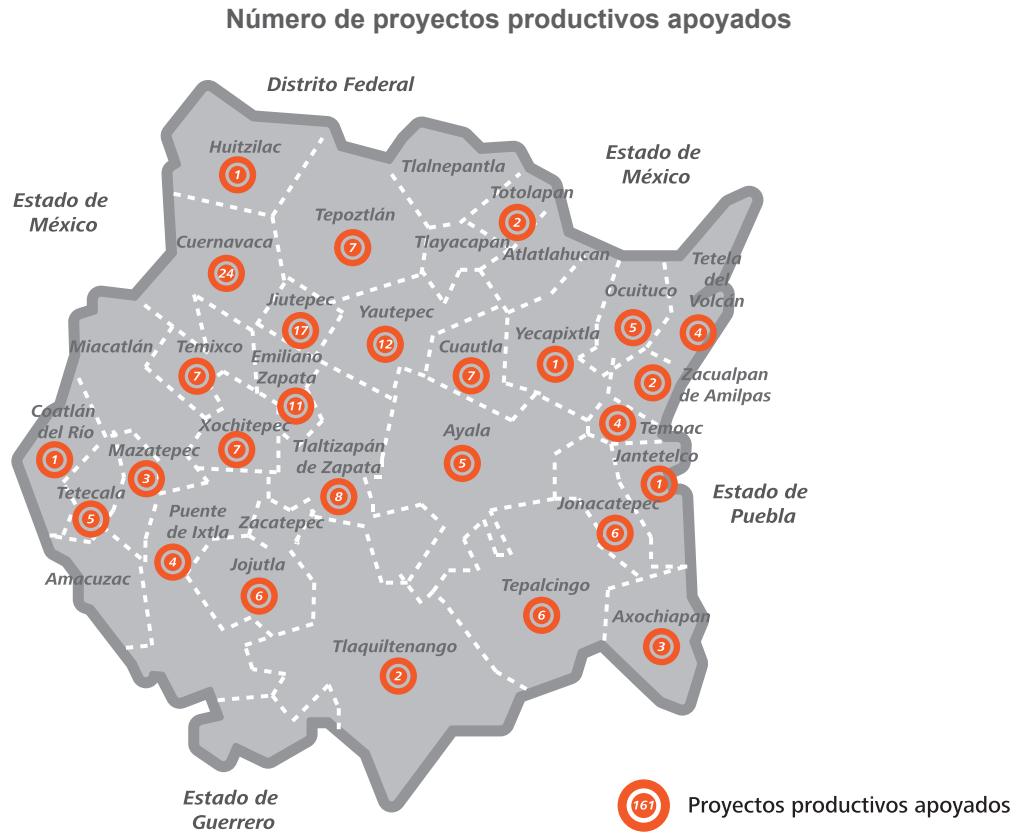 Número de proyectos productivos apoyados
Distrito Federal
Estado de
México
Estado de
México
Huitzilac
1
Tlalnepantla
Totolapan
2
Tepoztlán
7
Tlayacapan
Atlatlahucan
Cuernavaca
24
Tetela
del
Volcán
4
Ocuituco
5
Jiutepec
17
Yautepec
12
Yecapixtla
1
Cuautla
7
Miacatlán
Temixco
7
Emiliano
Zapata
11
Zacualpan
de Amilpas
2
Coatlán
del Río
1
Xochitepec
7
Ayala
5
Temoac
4
Mazatepec
3
Tlaltizapán
de Zapata
8
Jantetelco
1
Tetecala
5
Puente
de Ixtla
4
Zacatepec
Jonacatepec
6
Estado de
Puebla
Amacuzac
Jojutla
6
Tepalcingo
6
Axochiapan
3
Tlaquiltenango
2
Estado de
Guerrero
161
Proyectos productivos apoyados